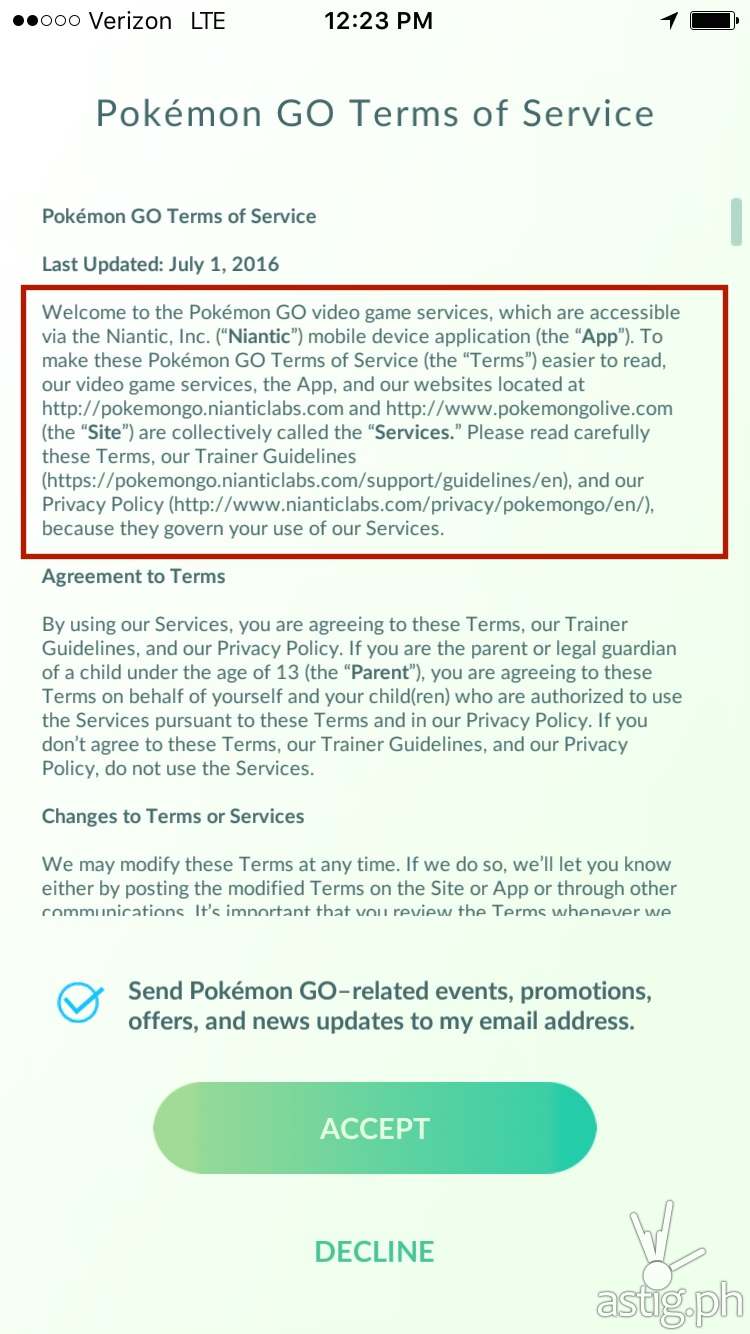 Verizon LTE 12:23 PM
Pokémon GO Terms of Service
Pokémon GO Terms of Service
Last Updated: July 1, 2016
Welcome to the Pokémon GO video game services, which are accessible
via the Niantic, Inc. (“Niantic”) mobile device application (the “App”). To
make these Pokémon GO Terms of Service (the “Terms”) easier to read,
our video game services, the App, and our websites located at
http://pokemongo.nianticlabs.com and http://www.pokemongolive.com
(the “Site”) are collectively called the “Services.” Please read carefully
these Terms, our Trainer Guidelines
(https://pokemongo.nianticlabs.com/support/guidelines/en), and our
Privacy Policy (http://www.nianticlabs.com/privacy/pokemongo/en/),
because they govern your use of our Services.
Agreement to Terms
By using our Services, you are agreeing to these Terms, our Trainer
Guidelines, and our Privacy Policy. If you are the parent or legal guardian
of a child under the age of 13 (the “Parent”), you are agreeing to these
Terms on behalf of yourself and your child(ren) who are authorized to use
the Services pursuant to these Terms and in our Privacy Policy. If you
don’t agree to these Terms, our Trainer Guidelines, and our Privacy
Policy, do not use the Services.
Changes to Terms or Services
We may modify these Terms at any time. If we do so, we’ll let you know
either by posting the modified Terms on the Site or App or through other
communications. It’s important that you review the Terms whenever we
Send Pokémon GO–related events, promotions,
offers, and news updates to my email address.
ACCEPT
DECLINE
astig.ph